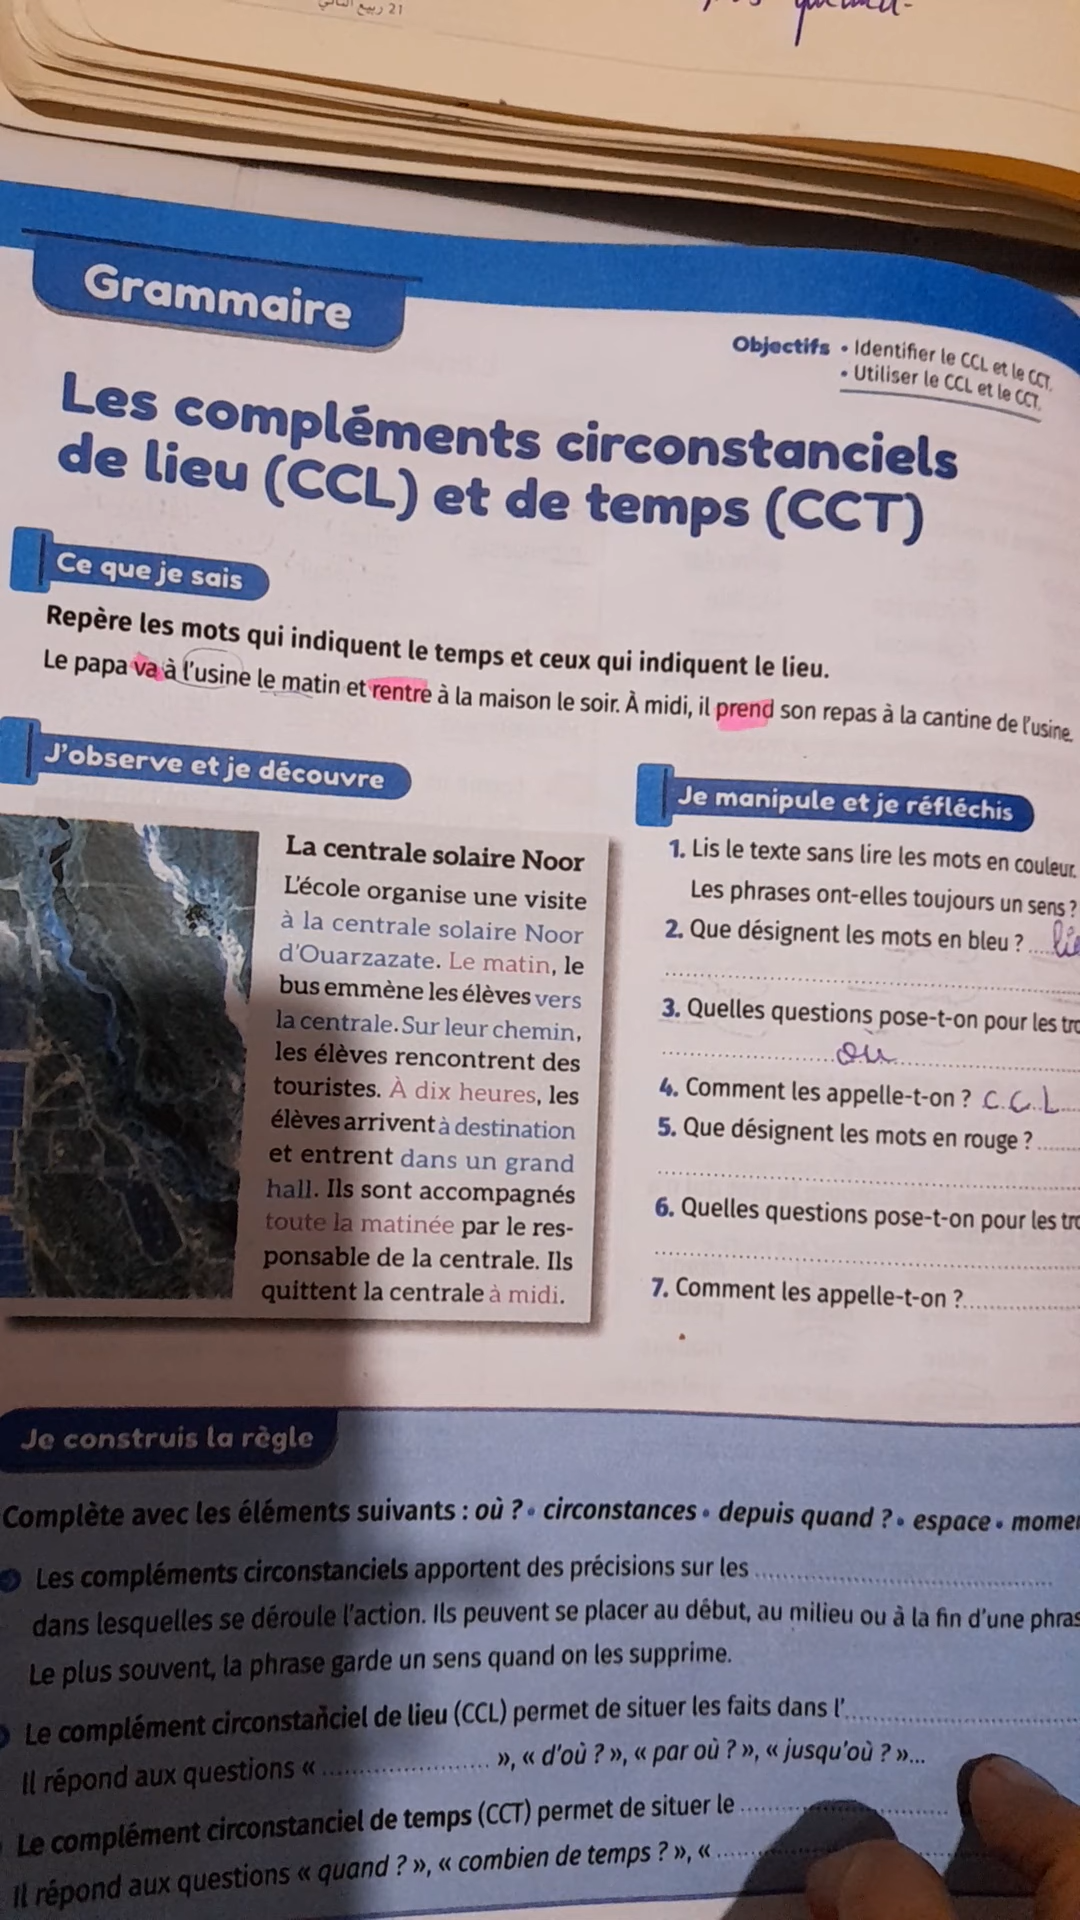 21 ربيع الثاني
Grammaire
Objectifs • Identifier le CCL et le CCT.
• Utiliser le CCL et le CCT.
Les compléments circonstanciels
de lieu (CCL) et de temps (CCT)
Ce que je sais
Repère les mots qui indiquent le temps et ceux qui indiquent le lieu.
Le papa va à l'usine le matin et rentre à la maison le soir. À midi, il prend son repas à la cantine de l'usine.
J'observe et je découvre
La centrale solaire Noor
L'école organise une visite
à la centrale solaire Noor
d'Ouarzazate. Le matin, le
bus emmène les élèves vers
la centrale. Sur leur chemin,
les élèves rencontrent des
touristes. À dix heures, les
élèves arrivent à destination
et entrent dans un grand
hall. Ils sont accompagnés
toute la matinée par le res-
ponsable de la centrale. Ils
quittent la centrale à midi.
Je manipule et je réfléchis
1. Lis le texte sans lire les mots en couleur.
Les phrases ont-elles toujours un sens ?
2. Que désignent les mots en bleu ?
3. Quelles questions pose-t-on pour les
où
4. Comment les appelle-t-on ? C.C.L
5. Que désignent les mots en rouge ?
6. Quelles questions pose-t-on pour les
7. Comment les appelle-t-on ?
Je construis la règle
Complète avec les éléments suivants : où ? • circonstances • depuis quand ? • espace •
Les compléments circonstanciels apportent des précisions sur les
dans lesquelles se déroule l'action. Ils peuvent se placer au début, au milieu ou à la fin d'une
Le plus souvent, la phrase garde un sens quand on les supprime.
Le complément circonstanciel de lieu (CCL) permet de situer les faits dans l'
Il répond aux questions « ........ », « d'où ? », « par où ? », « jusqu'où ? »...
Le complément circonstanciel de temps (CCT) permet de situer le
Il répond aux questions « quand ? », « combien de temps ? », «